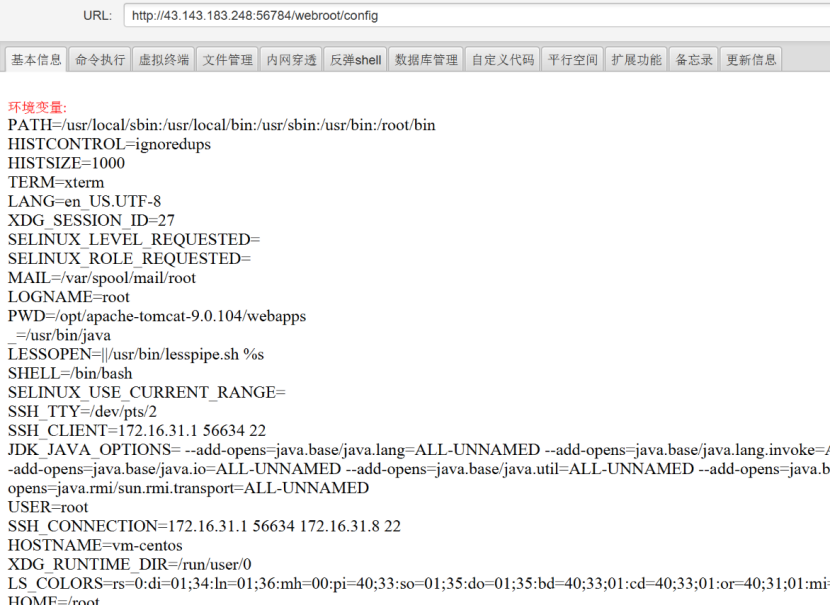 URL: http://43.143.183.248:56784/webroot/config
基本信息 命令执行 虚拟终端 文件管理 内网穿透 反弹shell 数据库管理 自定义代码 平行空间 扩展功能 备忘录 更新信息
环境变量:
PATH=/usr/local/sbin:/usr/local/bin:/usr/sbin:/usr/bin:/root/bin
HISTCONTROL=ignoredups
HISTSIZE=1000
TERM=xterm
LANG=en_US.UTF-8
XDG_SESSION_ID=27
SELINUX_LEVEL_REQUESTED=
SELINUX_ROLE_REQUESTED=
MAIL=/var/spool/mail/root
LOGNAME=root
PWD=/opt/apache-tomcat-9.0.104/webapps
_=/usr/bin/java
LESSOPEN=||/usr/bin/lesspipe.sh %s
SHELL=/bin/bash
SELINUX_USE_CURRENT_RANGE=
SSH_TTY=/dev/pts/2
SSH_CLIENT=172.16.31.1 56634 22
JDK_JAVA_OPTIONS= --add-opens=java.base/java.lang=ALL-UNNAMED --add-opens=java.base/java.lang.invoke=A
-add-opens=java.base/java.io=ALL-UNNAMED --add-opens=java.base/java.util=ALL-UNNAMED --add-opens=java.b
opens=java.rmi/sun.rmi.transport=ALL-UNNAMED
USER=root
SSH_CONNECTION=172.16.31.1 56634 172.16.31.8 22
HOSTNAME=vm-centos
XDG_RUNTIME_DIR=/run/user/0
LS_COLORS=rs=0:di=01;34:ln=01;36:mh=00:pi=40;33:so=01;35:do=01;35:bd=40;33;01:cd=40;33;01:or=40;31;01:mi=
HOME=/root